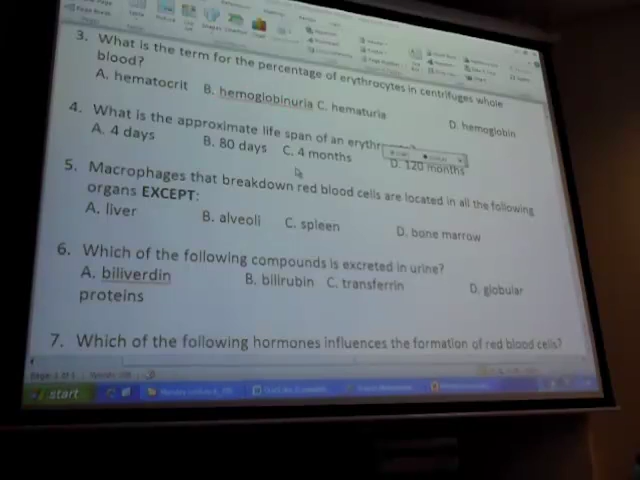 3. What is the term for the percentage of erythrocytes in centrifuges whole
blood?
A. hematocrit B. hemoglobinuria C. hematuria D. hemoglobin
4. What is the approximate life span of an
A. 4 days B. 80 days C. 4 months D. 120 months
5. Macrophages that breakdown red blood cells are located in all the following
organs EXCEPT:
A. liver B. alveoli C. spleen D. bone marrow
6. Which of the following compounds is excreted in urine?
A. biliverdin B. bilirubin C. transferrin D. globular
proteins
7. Which of the following hormones influences the formation of red blood cells?
start